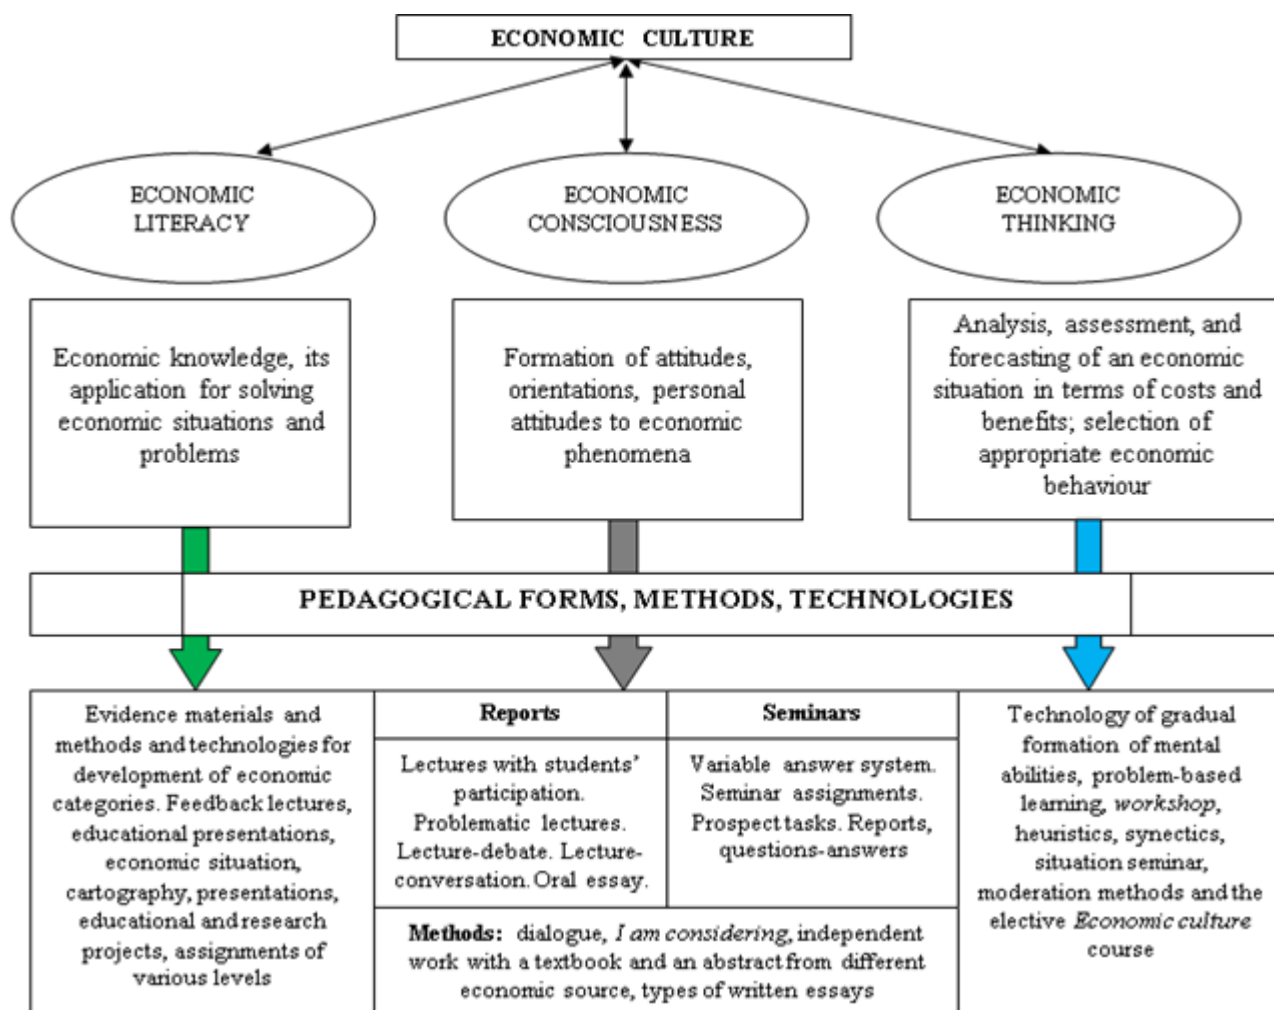 ECONOMIC CULTURE
ECONOMIC
LITERACY
ECONOMIC
CONSCIOUSNESS
ECONOMIC
THINKING
Economic knowledge, its
application for solving
economic situations and
problems
Formation of attitudes,
orientations, personal
attitudes to economic
phenomena
Analysis, assessment, and
forecasting of an economic
situation in terms of costs and
benefits; selection of
appropriate economic
behaviour
PEDAGOGICAL FORMS, METHODS, TECHNOLOGIES
Evidence materials and
methods and technologies for
development of economic
categories. Feedback lectures,
educational presentations,
economic situation,
cartography, presentations,
educational and research
projects, assignments of
various levels
Reports
Lectures with students’
participation.
Problematic lectures.
Lecture-debate. Lecture-
conversation. Oral essay.
Seminars
Variable answer system.
Seminar assignments.
Prospect tasks. Reports,
questions-answers
Methods: dialogue, I am considering, independent
work with a textbook and an abstract from different
economic source, types of written essays
Technology of gradual
formation of mental
abilities, problem-based
learning, workshop,
heuristics, synectics,
situation seminar,
moderation methods and the
elective Economic culture
course